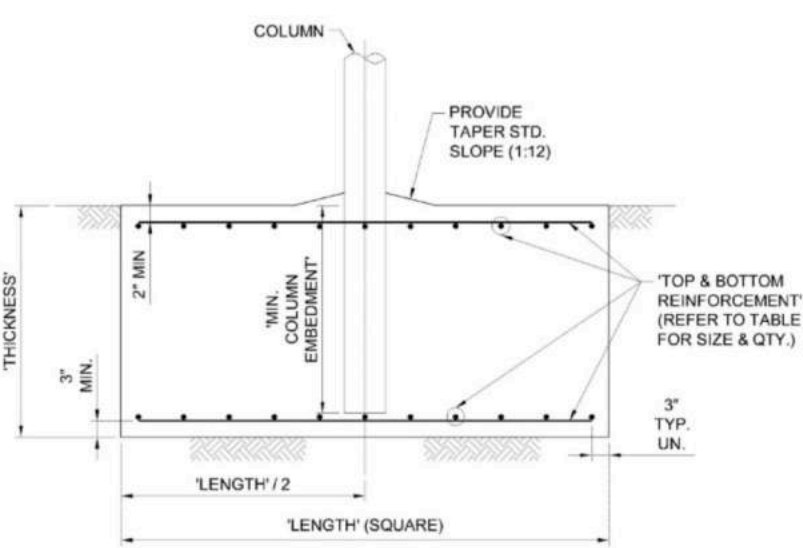 COLUMN
PROVIDE
TAPER STD.
SLOPE (1:12)
'THICKNESS'
2" MIN
3"
MIN.
'MIN.
COLUMN
EMBEDMENT'
'TOP & BOTTOM
REINFORCEMENT'
(REFER TO TABLE
FOR SIZE & QTY.)
3"
TYP.
UN.
'LENGTH' / 2
'LENGTH' (SQUARE)